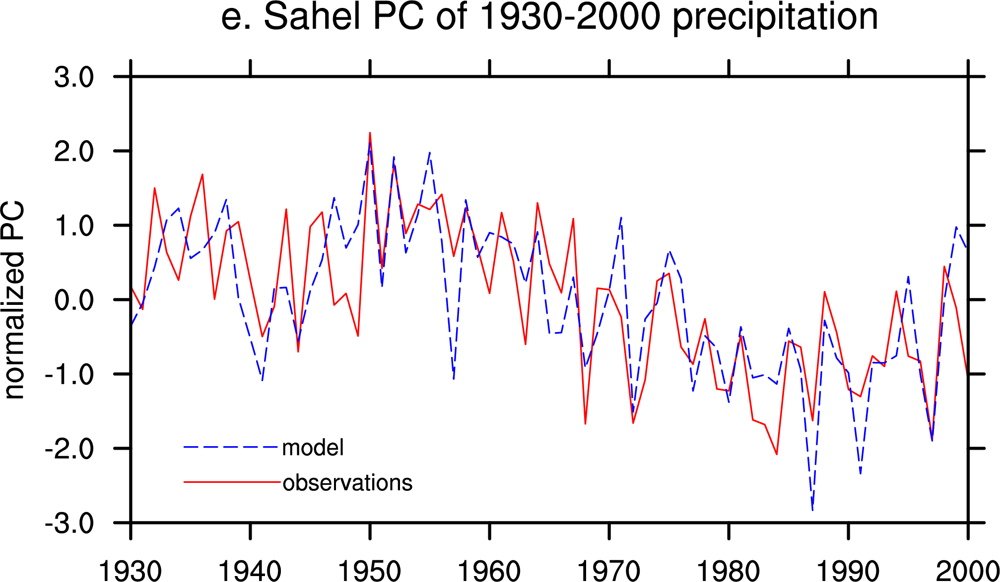 e. Sahel PC of 1930-2000 precipitation
normalized PC
3.0
2.0
1.0
0.0
-1.0
-2.0
-3.0
model
observations
1930 1940 1950 1960 1970 1980 1990 2000